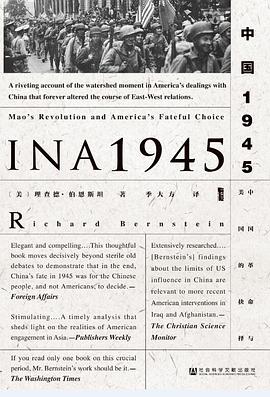 A riveting account of the watershed moment in America's dealings with
China that forever altered the course of East-West relations.
Mao's Revolution and America's Fateful Choice
INA1945
〔美〕理查德·伯恩斯坦 著 季大方 译
Richard Bernstein
Elegant and compelling....This thoughtful
book moves decisively beyond sterile old
debates to demonstrate that in the end,
China's fate in 1945 was for the Chinese
people, and not Americans, to decide. —
Foreign Affairs
Stimulating....A timely analysis that
sheds light on the realities of American
engagement in Asia.—Publishers Weekly
If you read only one book on this crucial
period, Mr. Bernstein's work should be it.—
The Washington Times
Extensively researched....
[Bernstein's] findings
about the limits of US
influence in China are
relevant to more recent
American interventions in
Iraq and Afghanistan.—
The Christian Science
Monitor
中国1945
中国的革命与
美国的抉择
社会科学文献出版社